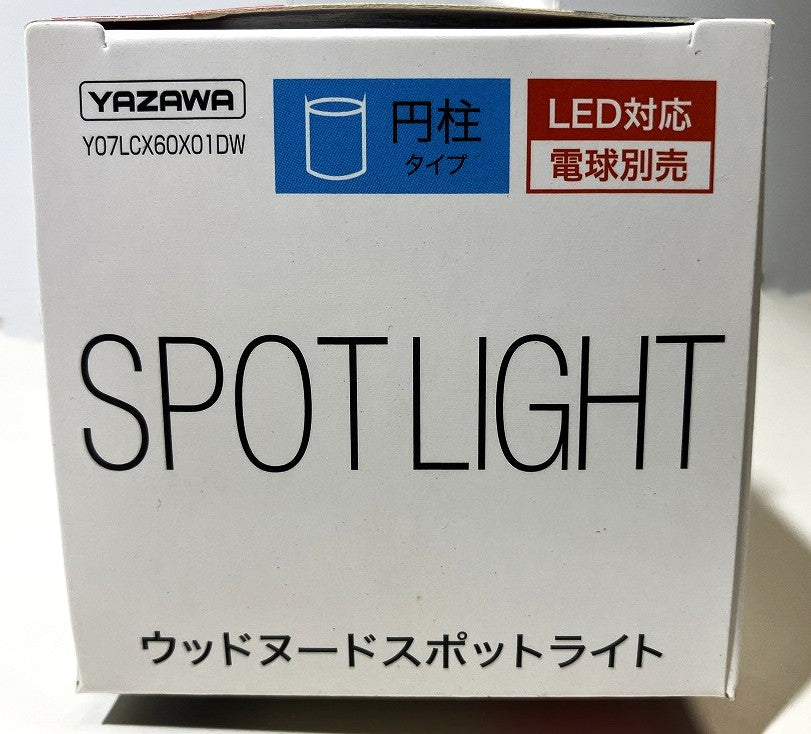 YAZAWA
Y07LCX60X01DW
円柱
タイプ
LED対応
電球別売
SPOT LIGHT
ウッドヌードスポットライト